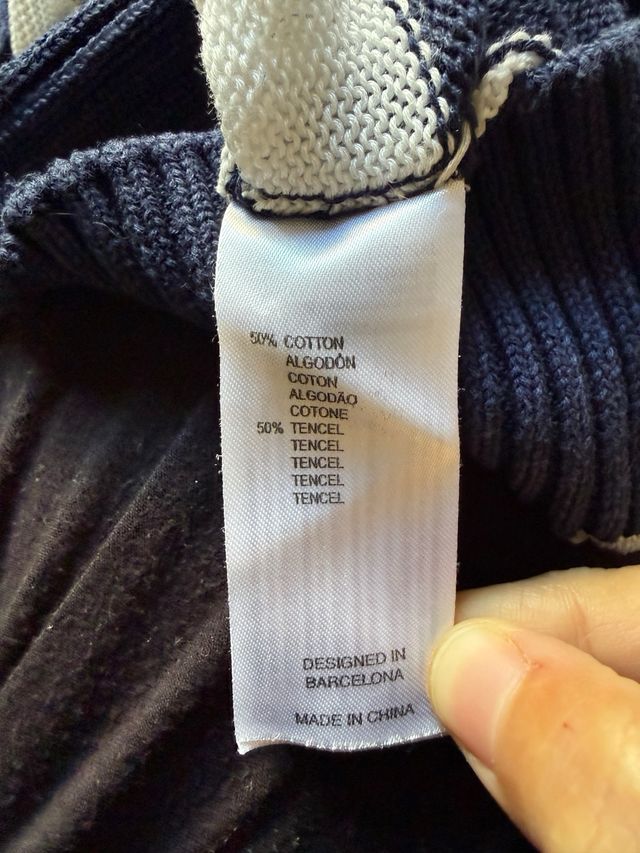 50% COTTON
ALGODÓN
COTON
ALGODÃO
COTONE
50% TENCEL
TENCEL
TENCEL
TENCEL
TENCEL
DESIGNED IN
BARCELONA
MADE IN CHINA